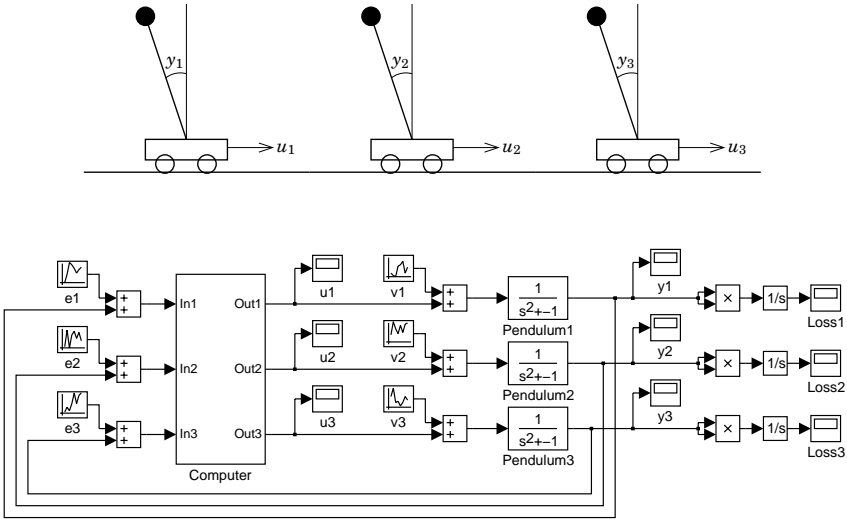 y1 y2 y3
u1 u2 u3
e1 In1 Out1 u1 v1 1 s2+-1 Pendulum1 y1 × 1/s Loss1
e2 In2 Out2 u2 v2 1 s2+-1 Pendulum2 y2 × 1/s Loss2
e3 In3 Out3 u3 v3 1 s2+-1 Pendulum3 y3 × 1/s Loss3
Computer